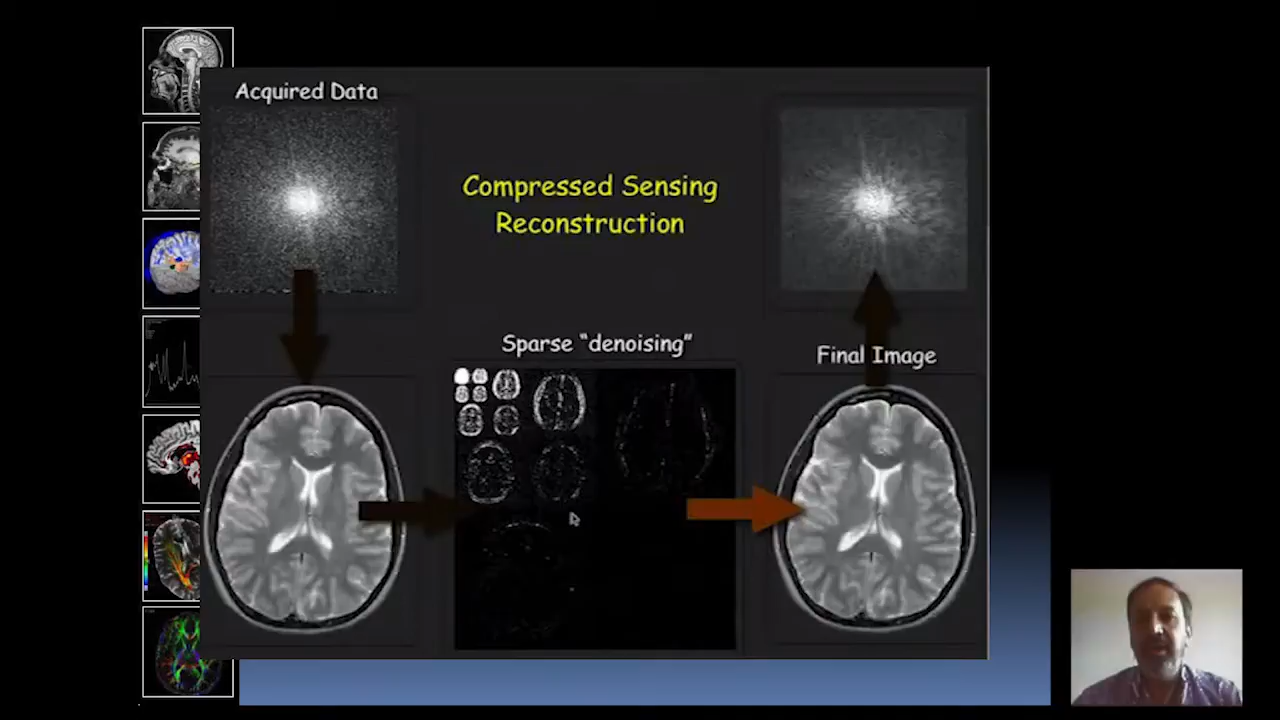 Acquired Data
Compressed Sensing
Reconstruction
Sparse “denoising”
Final Image